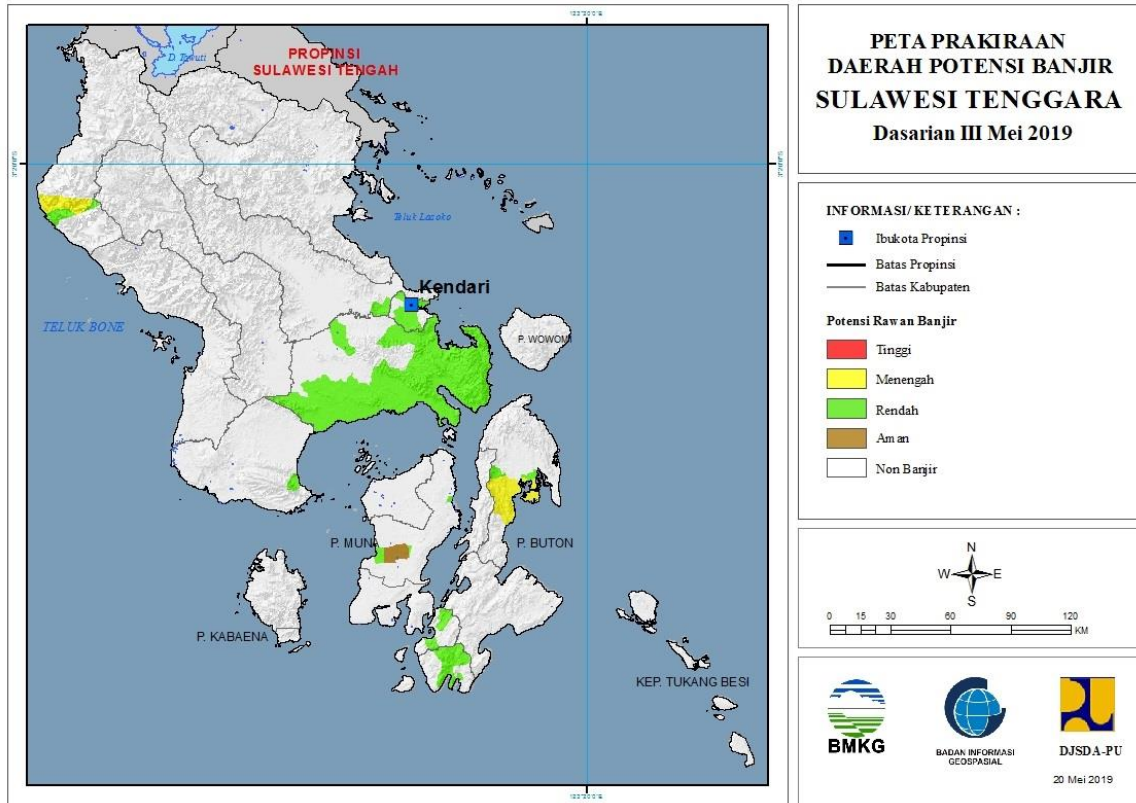 PROPINSI
SULAWESI TENGAH
D. Towuti
Teluk Lasoko
Kendari
TELUK BONE
P. WOWONI
P. MUNA
P. BUTON
P. KABAENA
KEP. TUKANG BESI
PETA PRAKIRAAN
DAERAH POTENSI BANJIR
SULAWESI TENGGARA
Dasarian III Mei 2019
INFORMASI/ KETERANGAN :
Ibukota Propinsi
Batas Propinsi
Batas Kabupaten
Potensi Rawan Banjir
Tinggi
Menengah
Rendah
Aman
Non Banjir
N
W E
S
0 15 30 60 90 120
KM
BMKG
BADAN INFORMASI
GEOSPASIAL
DJSDA-PU
20 Mei 2019